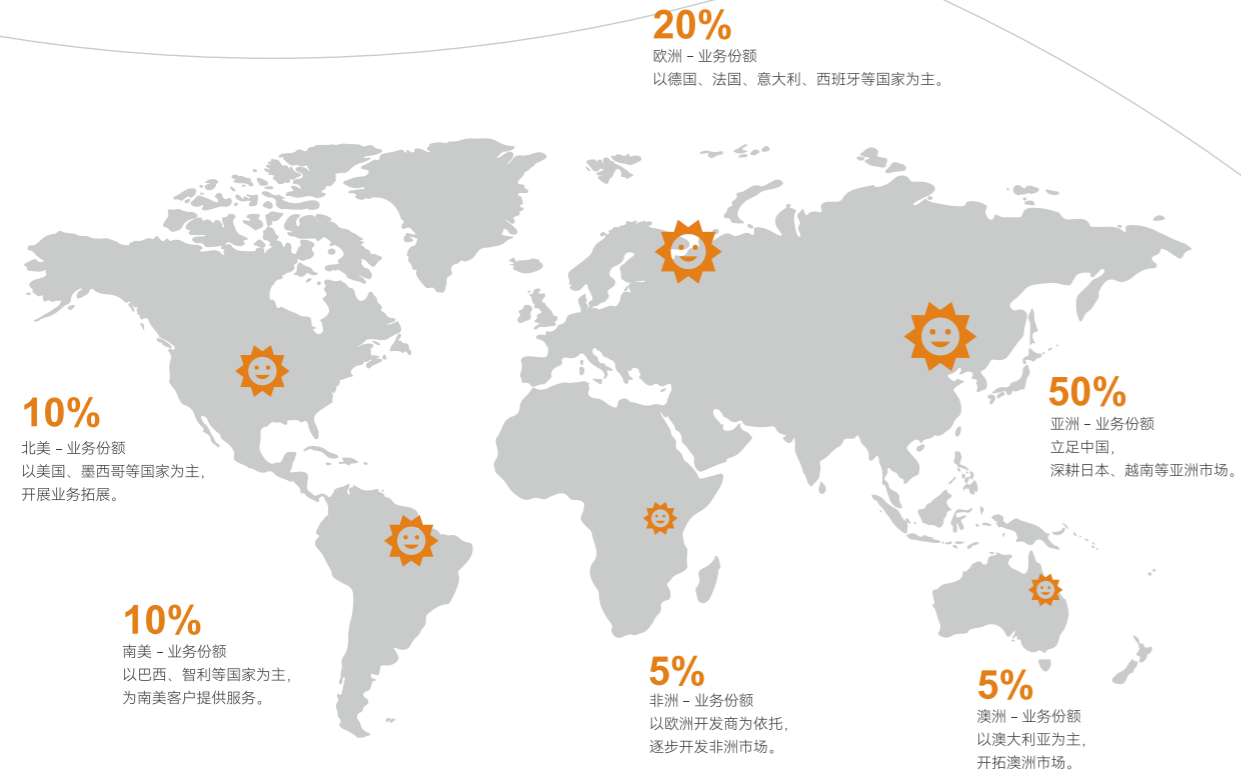 20%
欧洲 – 业务份额
以德国、法国、意大利、西班牙等国家为主。
10%
北美 – 业务份额
以美国、墨西哥等国家为主，
开展业务拓展。
50%
亚洲 – 业务份额
立足中国，
深耕日本、越南等亚洲市场。
10%
南美 – 业务份额
以巴西、智利等国家为主，
为南美客户提供服务。
5%
非洲 – 业务份额
以欧洲开发商为依托，
逐步开发非洲市场。
5%
澳洲 – 业务份额
以澳大利亚为主，
开拓澳洲市场。